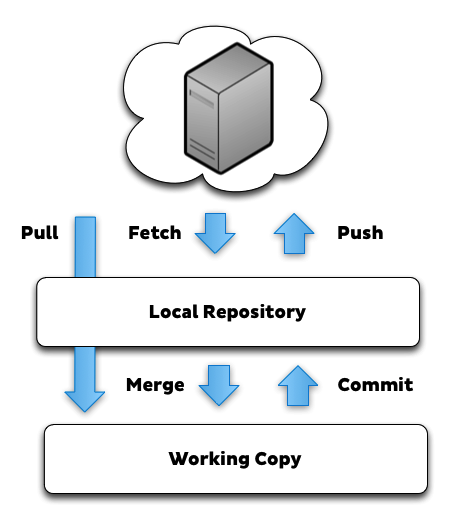 Pull
Fetch
Push
Local Repository
Merge
Commit
Working Copy